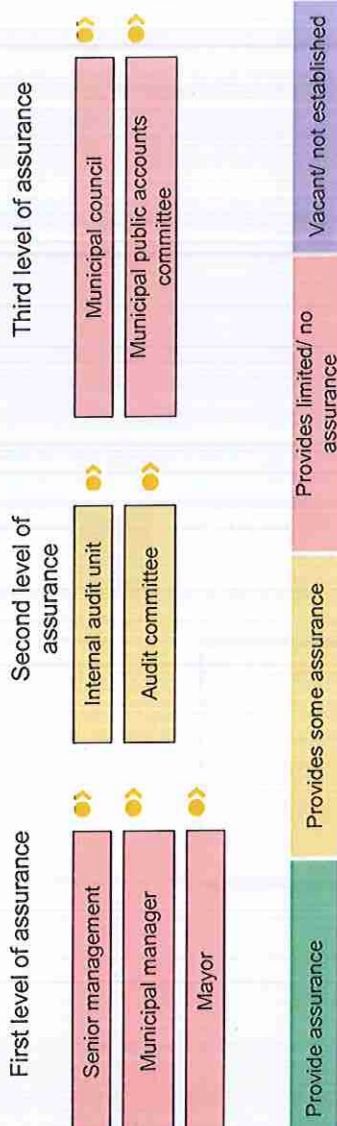 First level of assurance
Senior management
Municipal manager
Mayor
Second level of
assurance
Internal audit unit
Audit committee
Third level of assurance
Municipal council
Municipal public accounts
committee
Provide assurance
Provides some assurance
Provides limited/ no
assurance
Vacant/ not established